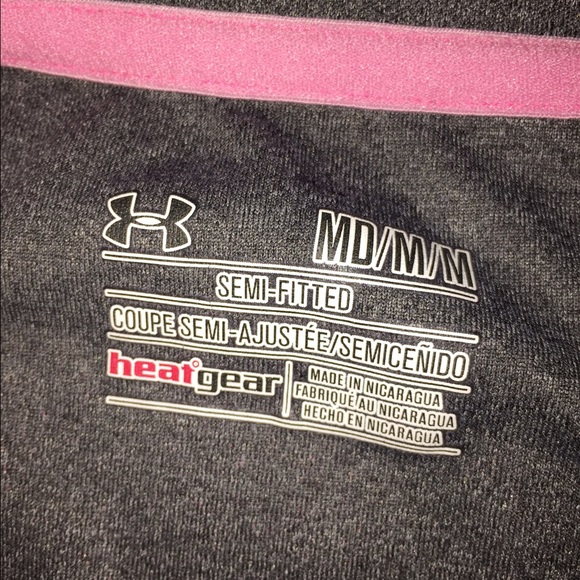 MD/M/M
SEMI-FITTED
COUPE SEMI-AJUSTÉE/SEMICEÑIDO
heatgear
MADE IN NICARAGUA
FABRIQUÉ AU NICARAGUA
HECHO EN NICARAGUA